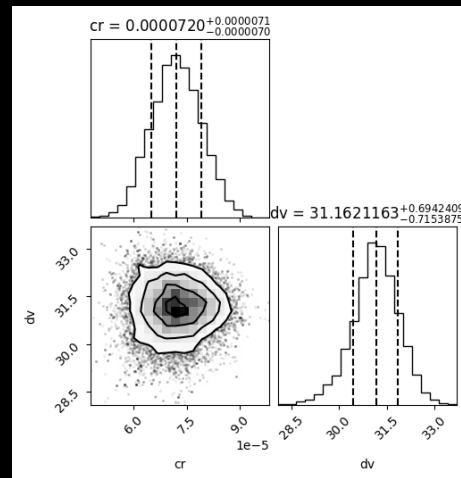 cr = 0.0000720+0.0000071−0.0000070
dv = 31.1621163+0.6942409−0.7153875
33.0
31.5
30.0
28.5
dv
6.0 7.5 9.0
1e−5
cr
28.5 30.0 31.5 33.0
dv